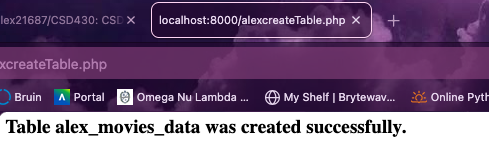 lex21687/CSD430: CSD ×
localhost:8000/alexcreateTable.php × +
xcreateTable.php
Bruin Portal Omega Nu Lambda ... My Shelf | Brytewav... Online Pyth
Table alex_movies_data was created successfully.